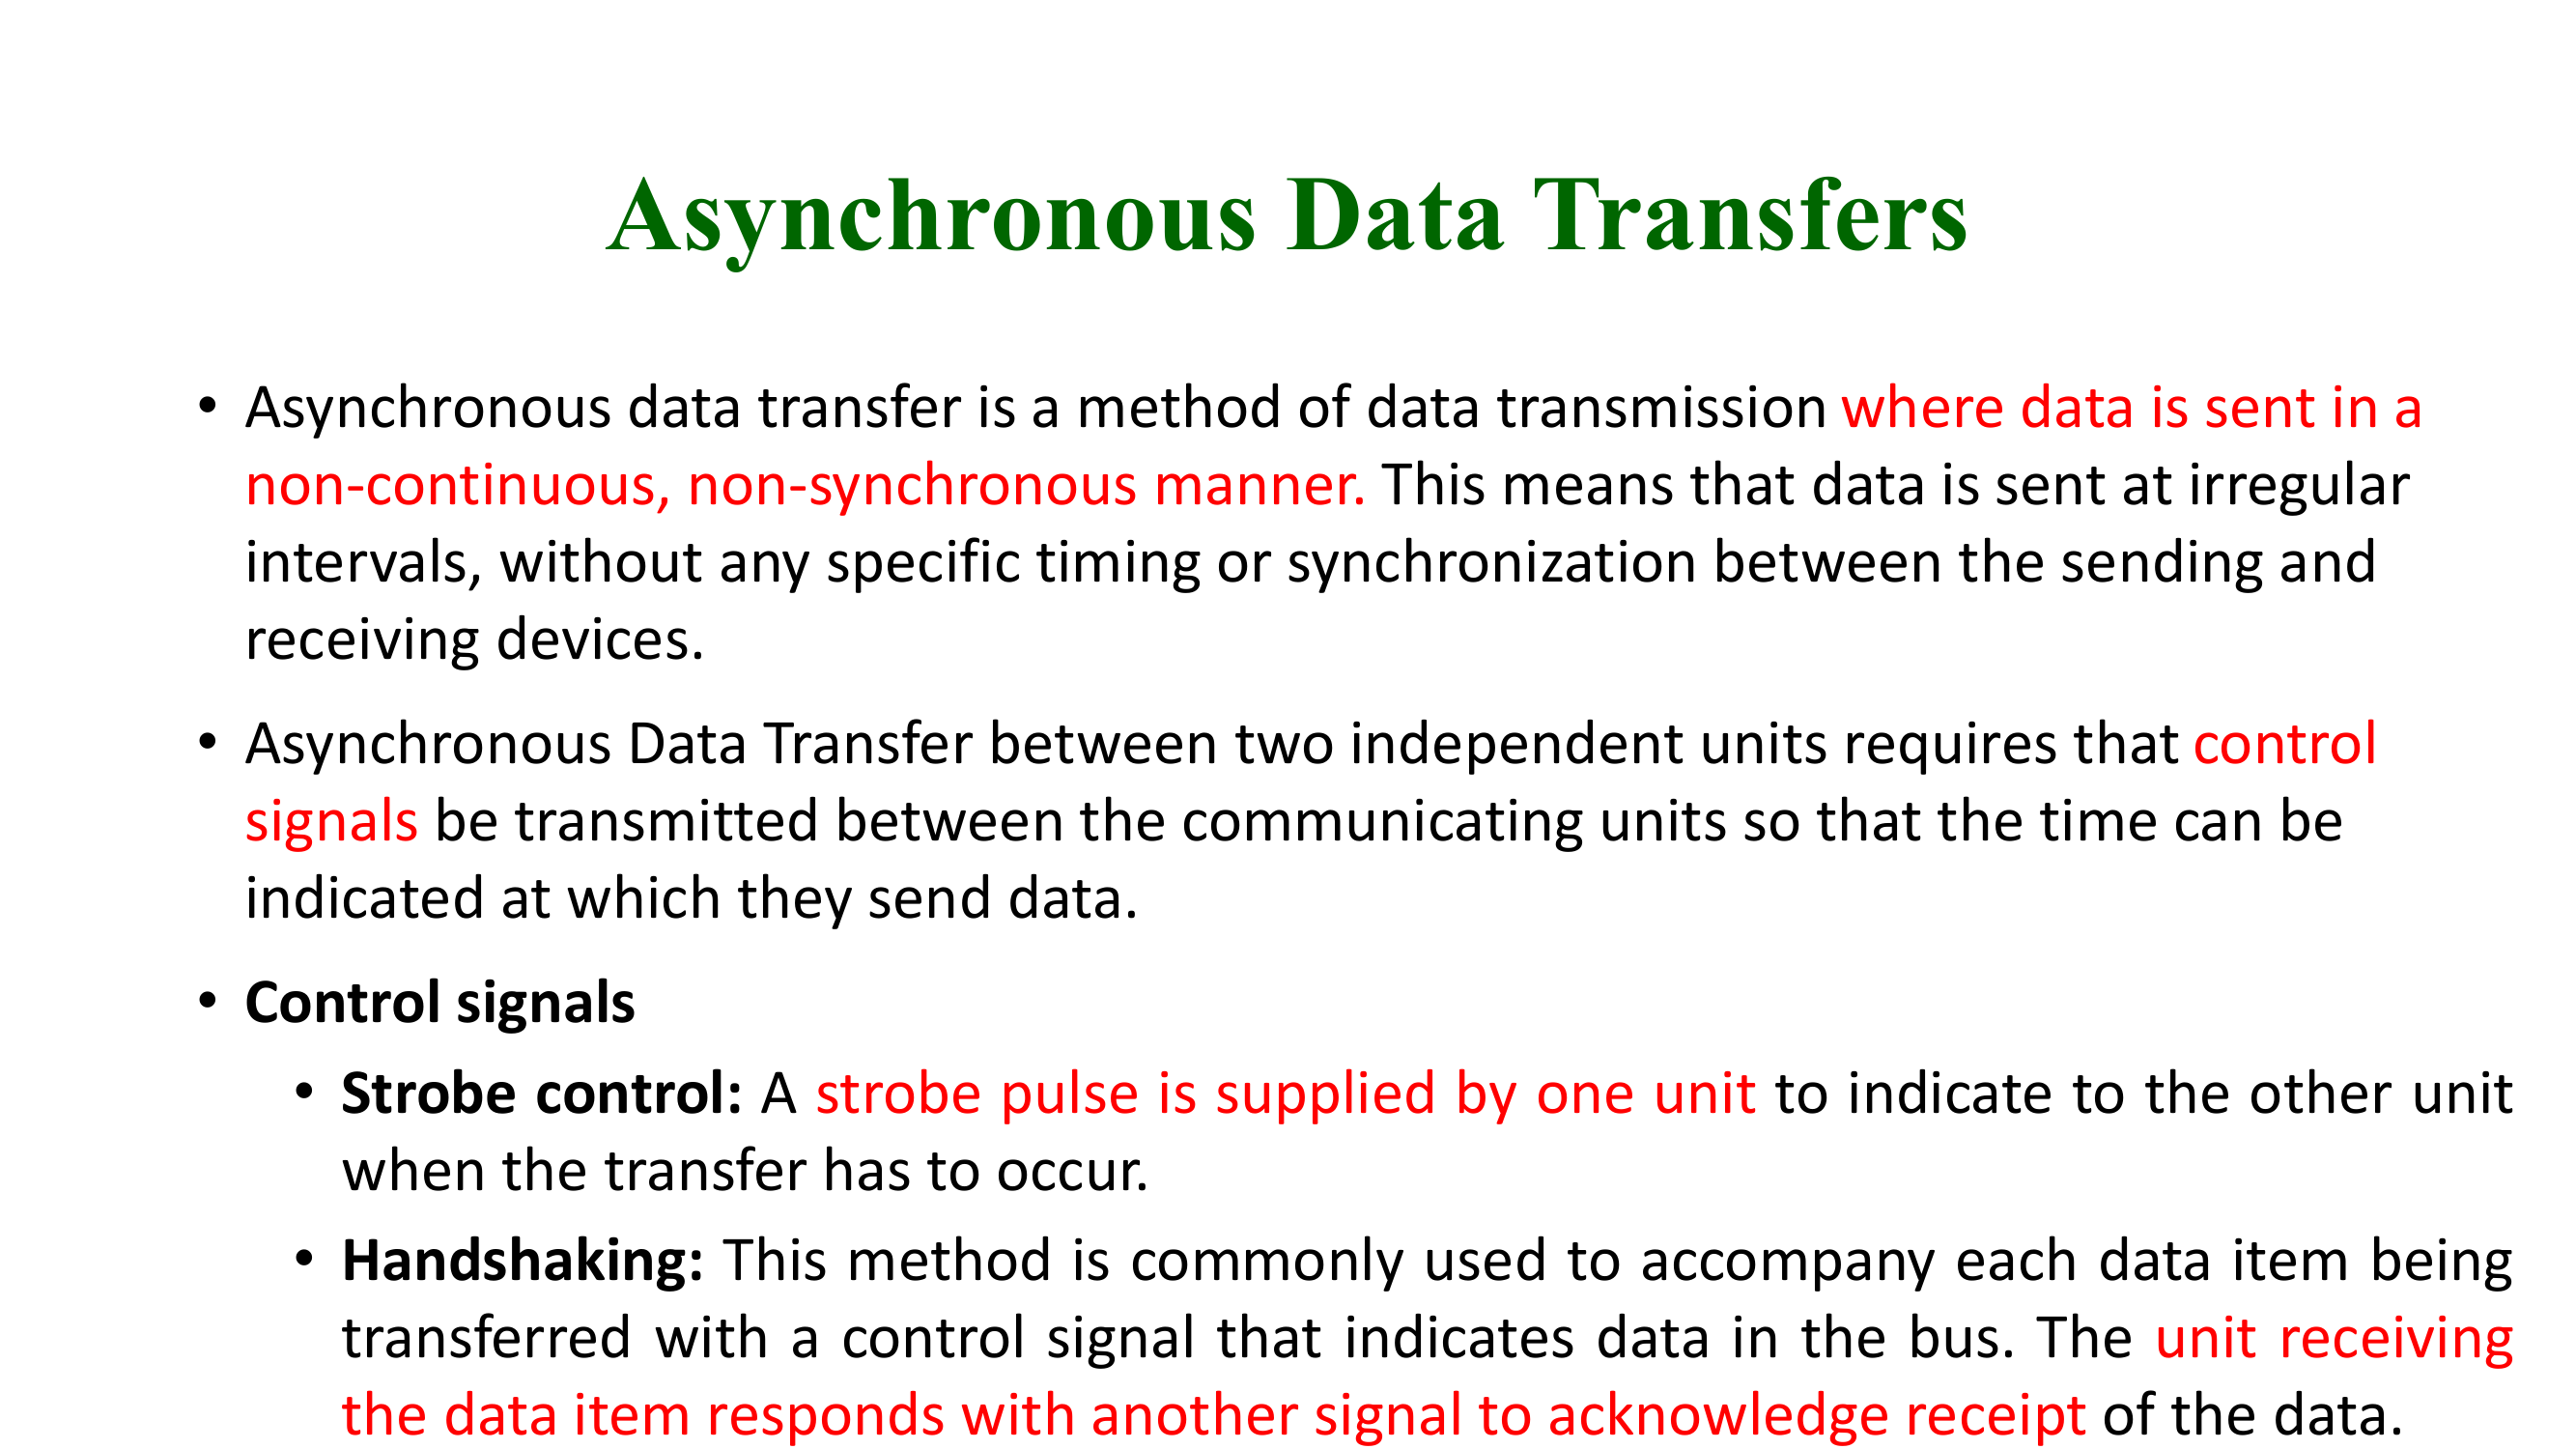 Asynchronous Data Transfers
• Asynchronous data transfer is a method of data transmission where data is sent in a
non-continuous, non-synchronous manner. This means that data is sent at irregular
intervals, without any specific timing or synchronization between the sending and
receiving devices.
• Asynchronous Data Transfer between two independent units requires that control
signals be transmitted between the communicating units so that the time can be
indicated at which they send data.
• Control signals
• Strobe control: A strobe pulse is supplied by one unit to indicate to the other unit
when the transfer has to occur.
• Handshaking: This method is commonly used to accompany each data item being
transferred with a control signal that indicates data in the bus. The unit receiving
the data item responds with another signal to acknowledge receipt of the data.